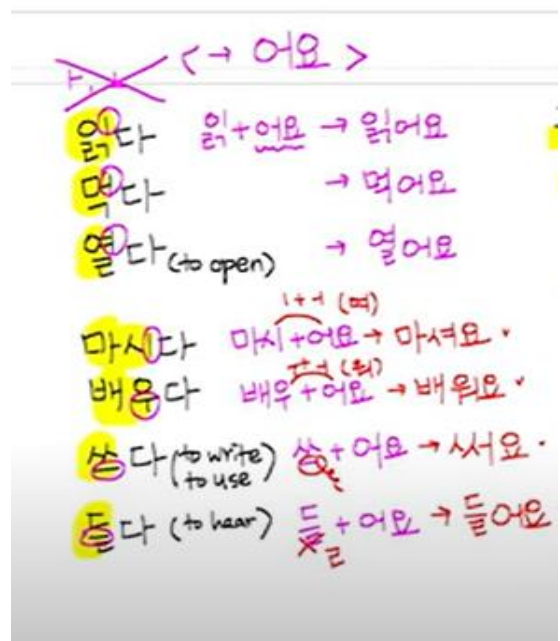 ㅏ, ㅗ <→ 어요>
읽다 읽+어요 → 읽어요
먹다 → 먹어요
열다 (to open) → 열어요
ㅣ+ㅓ (ㅕ)
마시다 마시+어요 → 마셔요
ㅜ+ㅓ (ㅝ)
배우다 배우+어요 → 배워요
쓰다 (to write) 쓰+어요 → 써요
to use
듣다 (to hear) 듣+어요 → 들어요
ㄹ